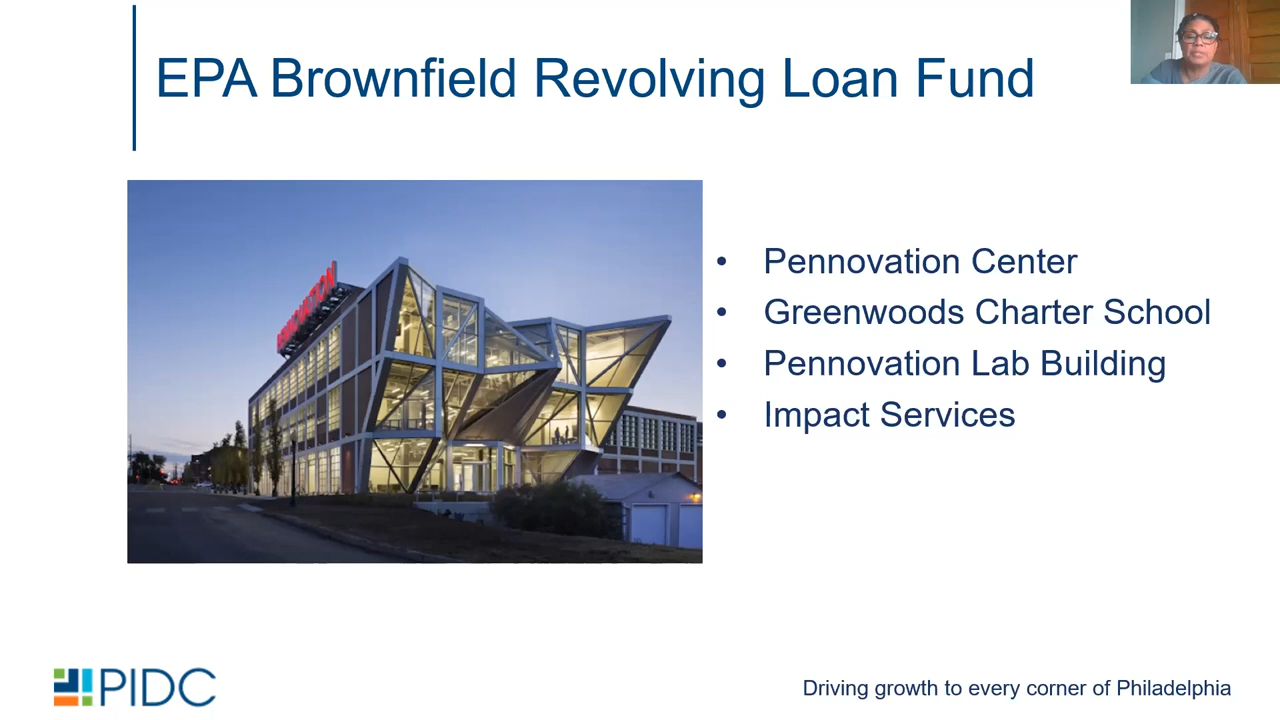 EPA Brownfield Revolving Loan Fund
PENNOVATION
• Pennovation Center
• Greenwoods Charter School
• Pennovation Lab Building
• Impact Services
PIDC
Driving growth to every corner of Philadelphia